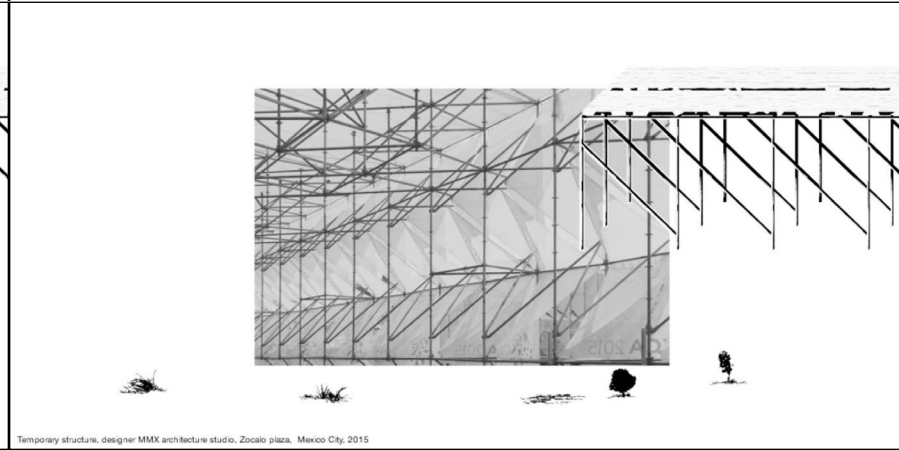 Temporary structure, designer MMX architecture studio, Zocalo plaza, Mexico City, 2015